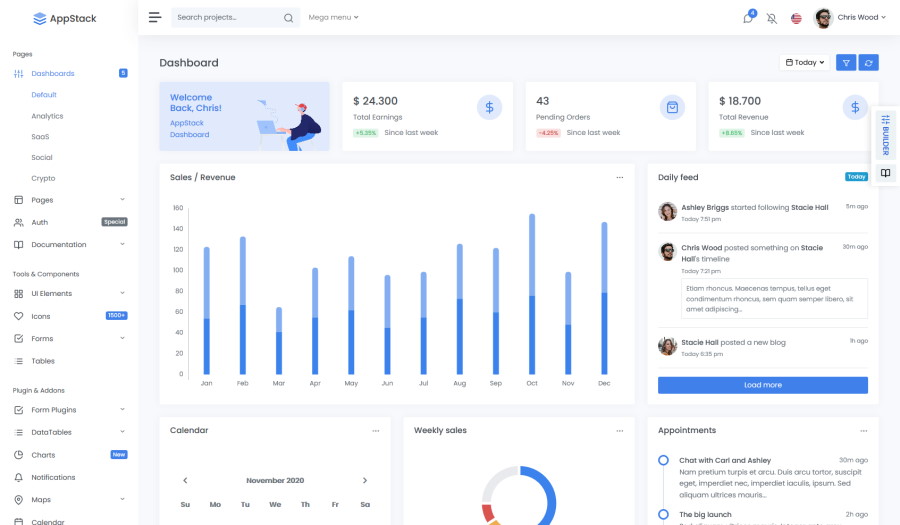 AppStack
Search projects...
Mega menu
4
Chris Wood
Pages
Dashboards
5
Default
Analytics
SaaS
Social
Crypto
Pages
Auth
Special
Documentation
Tools & Components
UI Elements
Icons
1500+
Forms
Tables
Plugin & Addons
Form Plugins
DataTables
Charts
New
Notifications
Maps
Calendar
Dashboard
Today
Welcome
Back, Chris!
AppStack
Dashboard
$ 24.300
Total Earnings
+5.35% Since last week
$
43
Pending Orders
-4.25% Since last week
$ 18.700
Total Revenue
+8.65% Since last week
$
BUILDER
Sales / Revenue
...
160
140
120
100
80
60
40
20
0
Jan Feb Mar Apr May Jun Jul Aug Sep Oct Nov Dec
Daily feed
Today
Ashley Briggs started following Stacie Hall
5m ago
Today 7:51 pm
Chris Wood posted something on Stacie
30m ago
Hall's timeline
Today 7:21 pm
Etiam rhoncus. Maecenas tempus, tellus eget
condimentum rhoncus, sem quam semper libero, sit
amet adipiscing...
Stacie Hall posted a new blog
1h ago
Today 6:35 pm
Load more
Calendar
...
November 2020
Su Mo Tu We Th Fr Sa
Weekly sales
...
Appointments
...
Chat with Carl and Ashley
30m ago
Nam pretium turpis et arcu. Duis arcu tortor, suscipit
eget, imperdiet nec, imperdiet iaculis, ipsum. Sed
aliquam ultrices mauris...
The big launch
2h ago